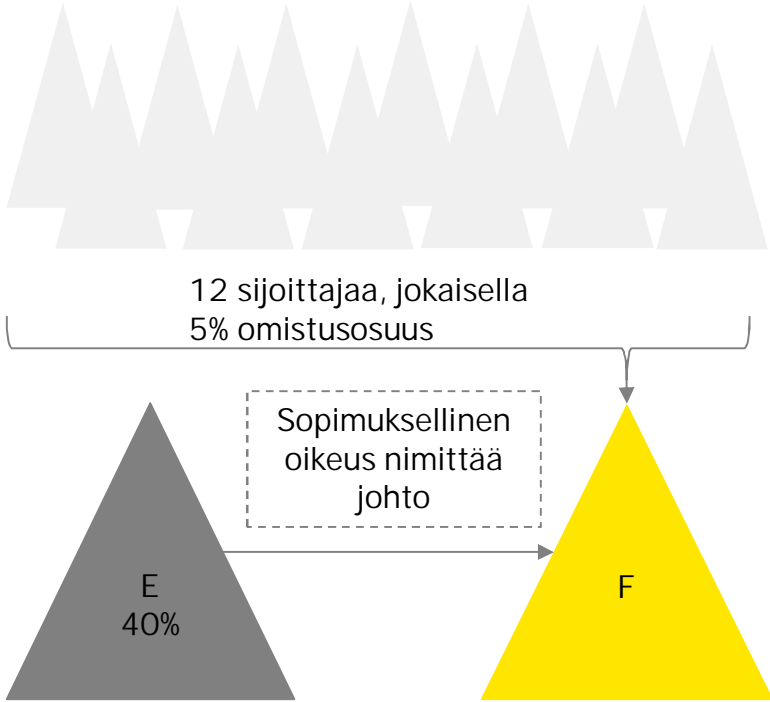 12 sijoittajaa, jokaisella
5% omistusosuus
Sopimuksellinen
oikeus nimittää
johto
E
40%
F